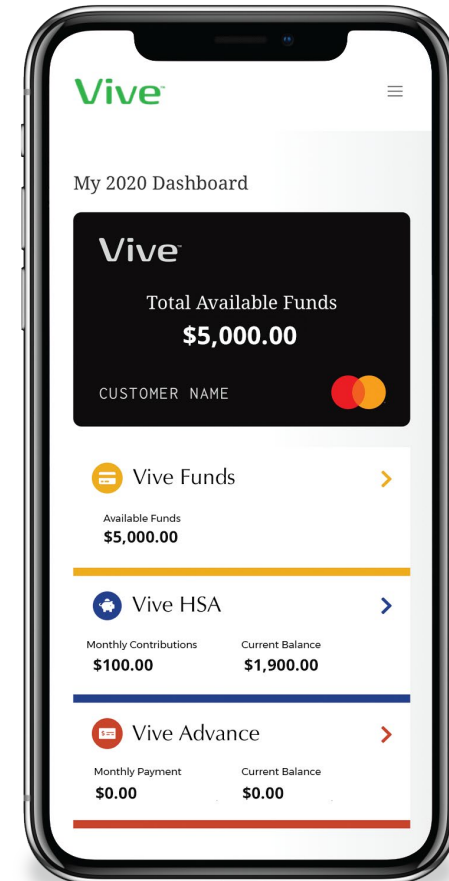 Vive™
My 2020 Dashboard
Vive™
Total Available Funds
$5,000.00
CUSTOMER NAME
Vive Funds
Available Funds
$5,000.00
Vive HSA
Monthly Contributions Current Balance
$100.00 $1,900.00
Vive Advance
Monthly Payment Current Balance
$0.00 $0.00